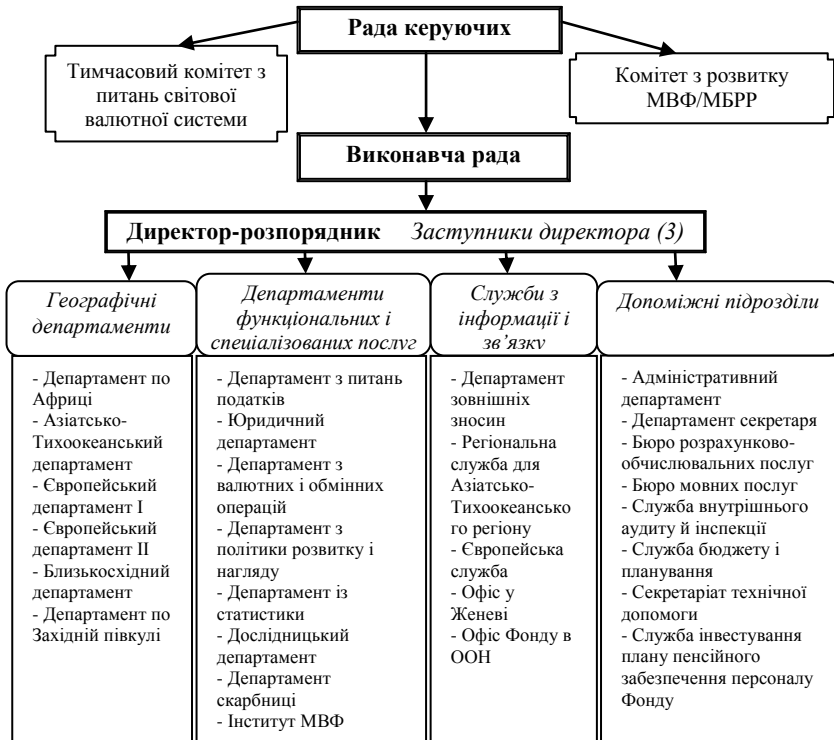 Рада керуючих
Тимчасовий комітет з
питань світової
валютної системи
Комітет з розвитку
МВФ/МБРР
Виконавча рада
Директор-розпорядник Заступники директора (3)
Географічні
департаменти
- Департамент по
Африці
- Азіатсько-
Тихоокеанський
департамент
- Європейський
департамент I
- Європейський
департамент II
- Близькосхідний
департамент
- Департамент по
Західній півкулі
Департаменти
функціональних і
спеціалізованих послуг
- Департамент з питань
податків
- Юридичний
департамент
- Департамент з
валютних і обмінних
операцій
- Департамент з
політики розвитку і
нагляду
- Департамент із
статистики
- Дослідницький
департамент
- Департамент
скарбниці
- Інститут МВФ
Служби з
інформації і
зв’язку
- Департамент
зовнішніх
зносин
- Регіональна
служба для
Азіатсько-
Тихоокеансько
го регіону
- Європейська
служба
- Офіс у
Женеві
- Офіс Фонду в
ООН
Допоміжні підрозділи
- Адміністративний
департамент
- Департамент секретаря
- Бюро розрахунково-
обчислювальних послуг
- Бюро мовних послуг
- Служба внутрішнього
аудиту й інспекції
- Служба бюджету і
планування
- Секретаріат технічної
допомоги
- Служба інвестування
плану пенсійного
забезпечення персоналу
Фонду